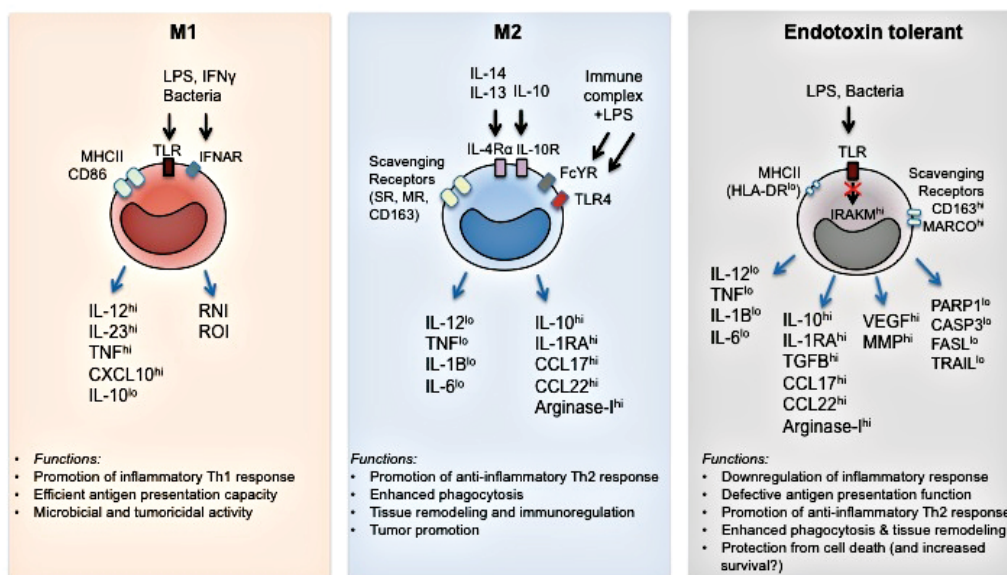 M1
LPS, IFNγ
Bacteria
TLR
IFNAR
MHCII
CD86
IL-12hi
IL-23hi
TNFhi
CXCL10hi
IL-10lo
RNI
ROI
• Functions:
• Promotion of inflammatory Th1 response
• Efficient antigen presentation capacity
• Microbicial and tumoricidal activity
M2
IL-14
IL-13
IL-10
Immune
complex
+LPS
IL-4Rα
IL-10R
FcYR
TLR4
Scavenging
Receptors
(SR, MR,
CD163)
IL-12lo
TNFlo
IL-1Blo
IL-6lo
IL-10hi
IL-1RAhi
CCL17hi
CCL22hi
Arginase-Ihi
Functions:
• Promotion of anti-inflammatory Th2 response
• Enhanced phagocytosis
• Tissue remodeling and immunoregulation
• Tumor promotion
Endotoxin tolerant
LPS, Bacteria
TLR
MHCII
(HLA-DRlo)
IRAKMhi
Scavenging
Receptors
CD163hi
MARCOhi
IL-12lo
TNFlo
IL-1Blo
IL-6lo
IL-10hi
IL-1RAhi
TGFBhi
CCL17hi
CCL22hi
Arginase-Ihi
VEGFhi
MMPhi
PARP1lo
CASP3lo
FASLlo
TRAILlo
Functions:
• Downregulation of inflammatory response
• Defective antigen presentation function
• Promotion of anti-inflammatory Th2 response
• Enhanced phagocytosis & tissue remodeling
• Protection from cell death (and increased
survival?)